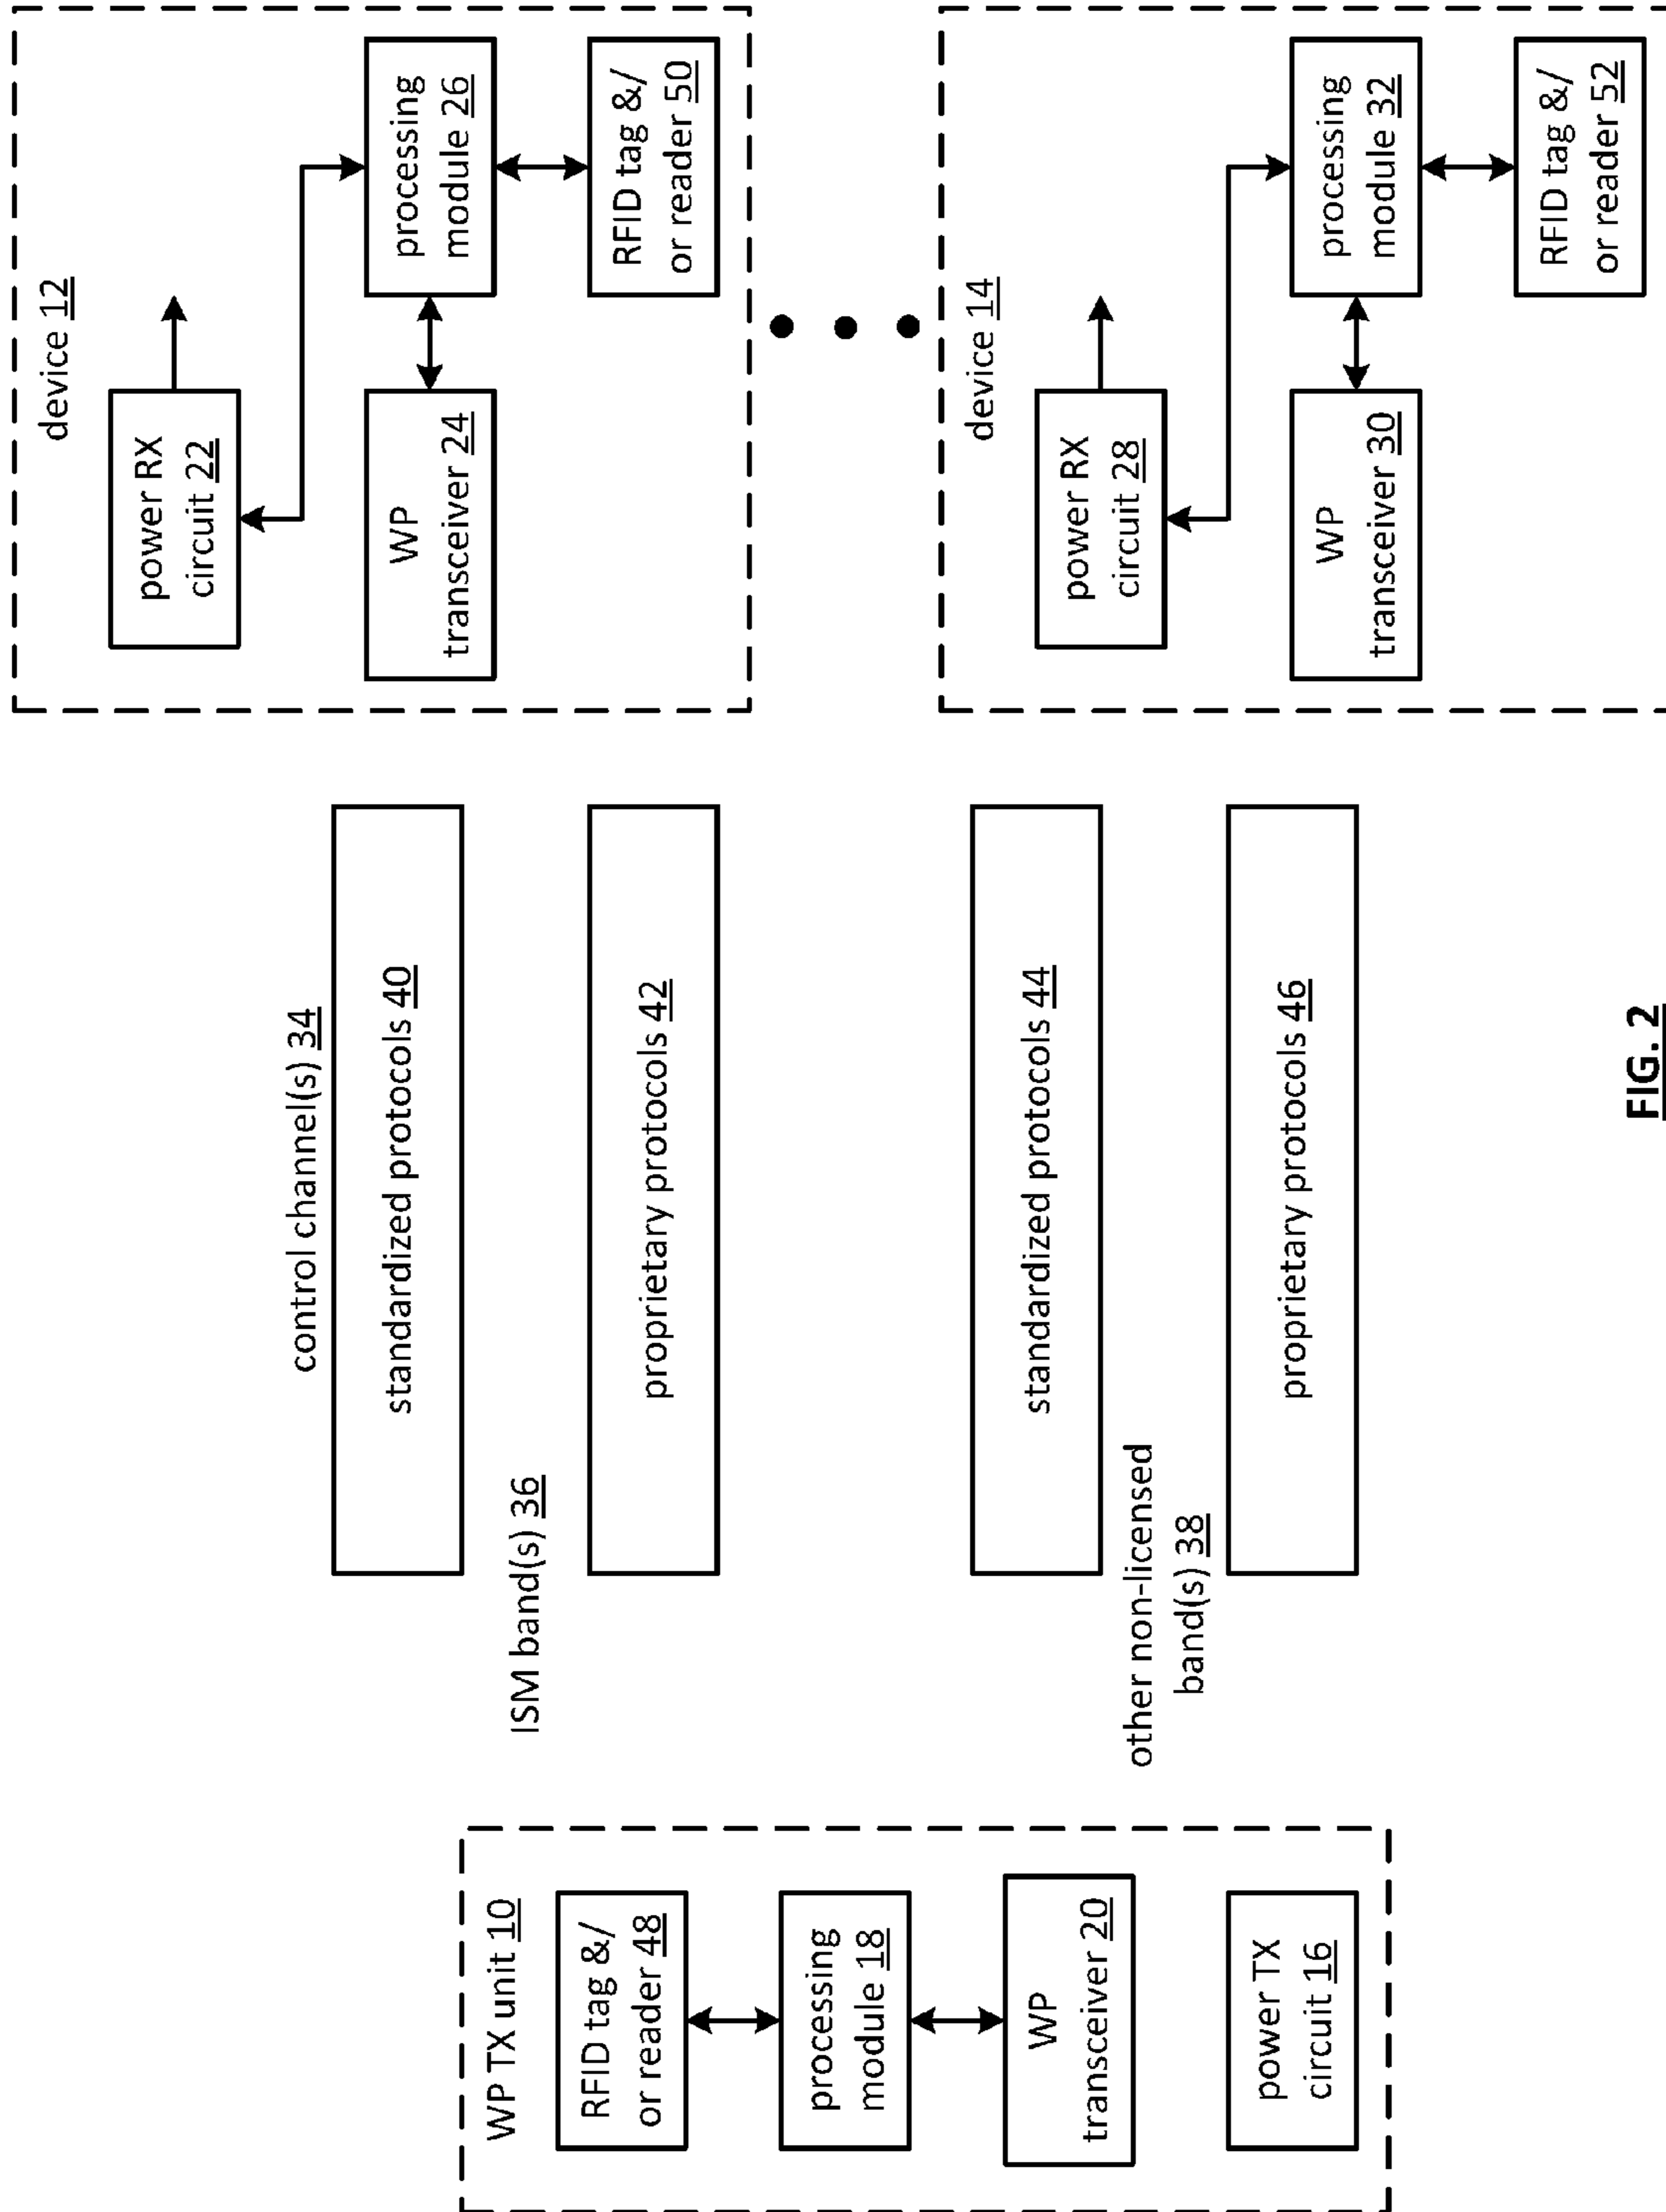 WP TX unit 10
RFID tag &/
or reader 48
processing
module 18
WP
transceiver 20
power TX
circuit 16
control channel(s) 34
standardized protocols 40
ISM band(s) 36
proprietary protocols 42
standardized protocols 44
other non-licensed
band(s) 38
proprietary protocols 46
device 12
power RX
circuit 22
WP
transceiver 24
processing
module 26
RFID tag &/
or reader 50
device 14
power RX
circuit 28
WP
transceiver 30
processing
module 32
RFID tag &/
or reader 52
FIG. 2